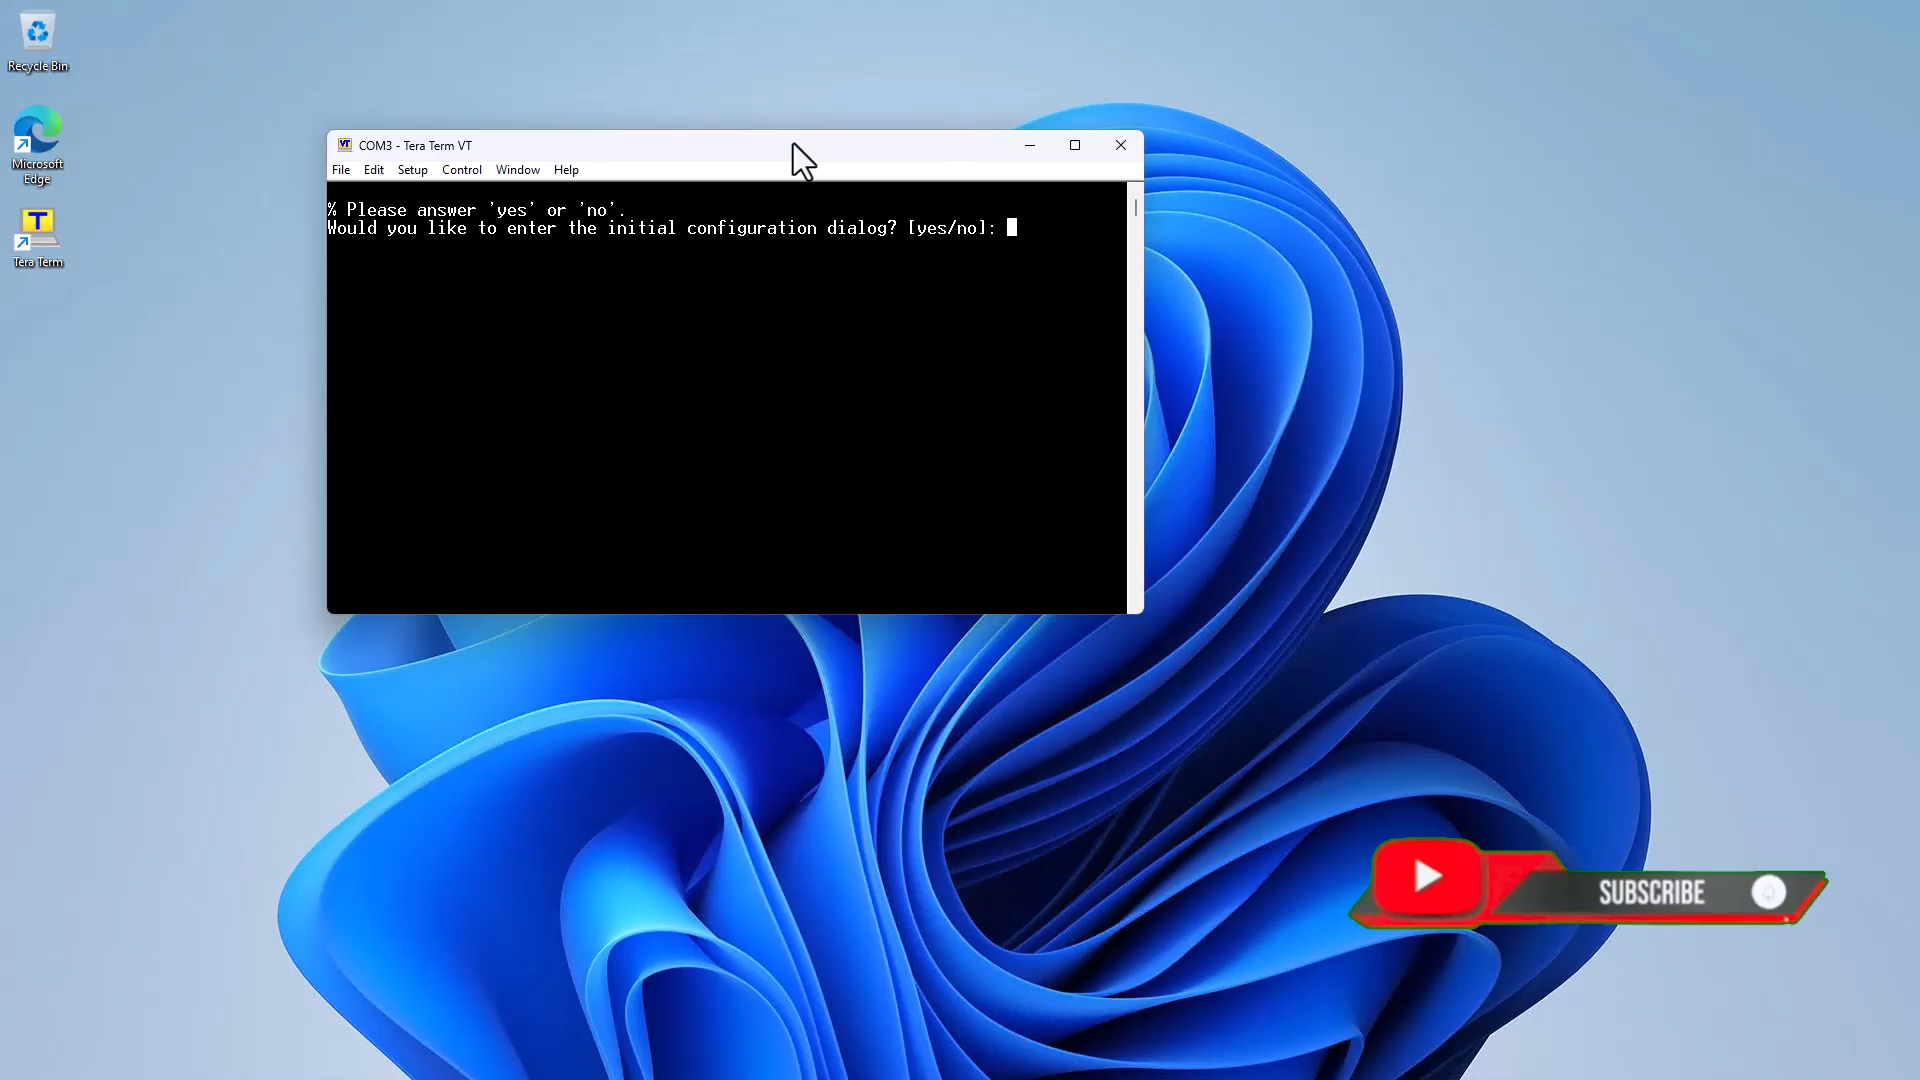 Recycle Bin
Microsoft
Edge
T
Tera Term
VT
COM3 - Tera Term VT
File Edit Setup Control Window Help
% Please answer 'yes' or 'no'.
Would you like to enter the initial configuration dialog? [yes/no]:
SUBSCRIBE